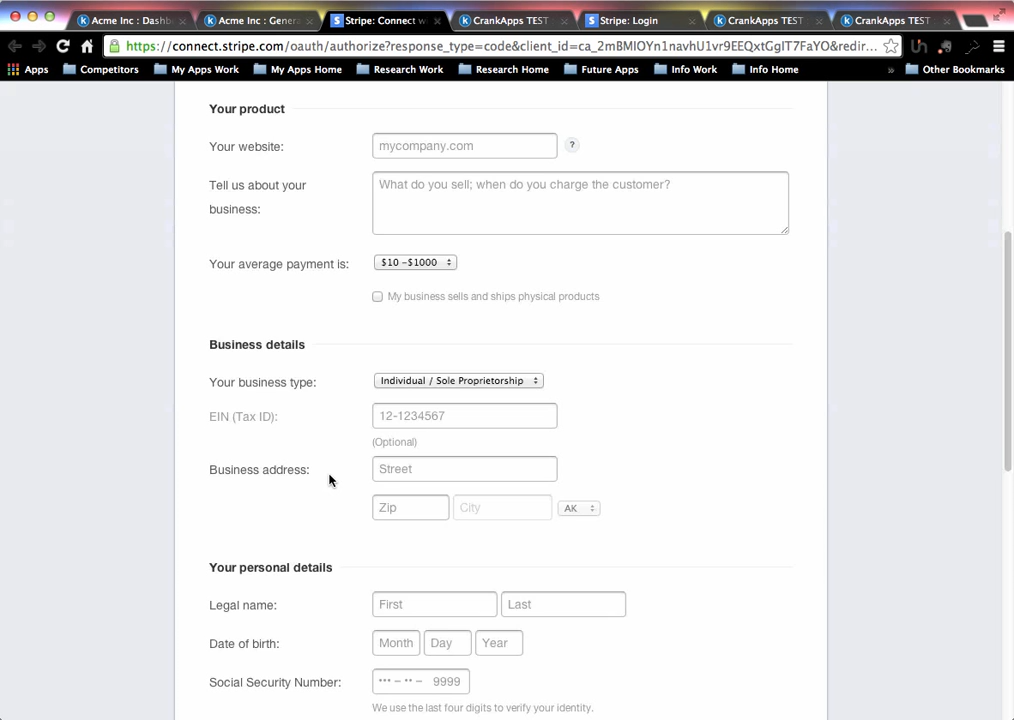 Acme Inc : Dashb
Acme Inc : Genera
Stripe: Connect w
CrankApps TEST
Stripe: Login
CrankApps TEST
CrankApps TEST
https://connect.stripe.com/oauth/authorize?response_type=code&client_id=ca_2mBMIOYn1navhU1vr9EEQxtGgIT7FaYO&redir...
Apps Competitors My Apps Work My Apps Home Research Work Research Home Future Apps Info Work Info Home » Other Bookmarks
Your product
Your website: mycompany.com ?
Tell us about your business: What do you sell; when do you charge the customer?
Your average payment is: $10 –$1000
My business sells and ships physical products
Business details
Your business type: Individual / Sole Proprietorship
EIN (Tax ID): 12-1234567
(Optional)
Business address: Street
Zip City AK
Your personal details
Legal name: First Last
Date of birth: Month Day Year
Social Security Number: ••• – •• – 9999
We use the last four digits to verify your identity.